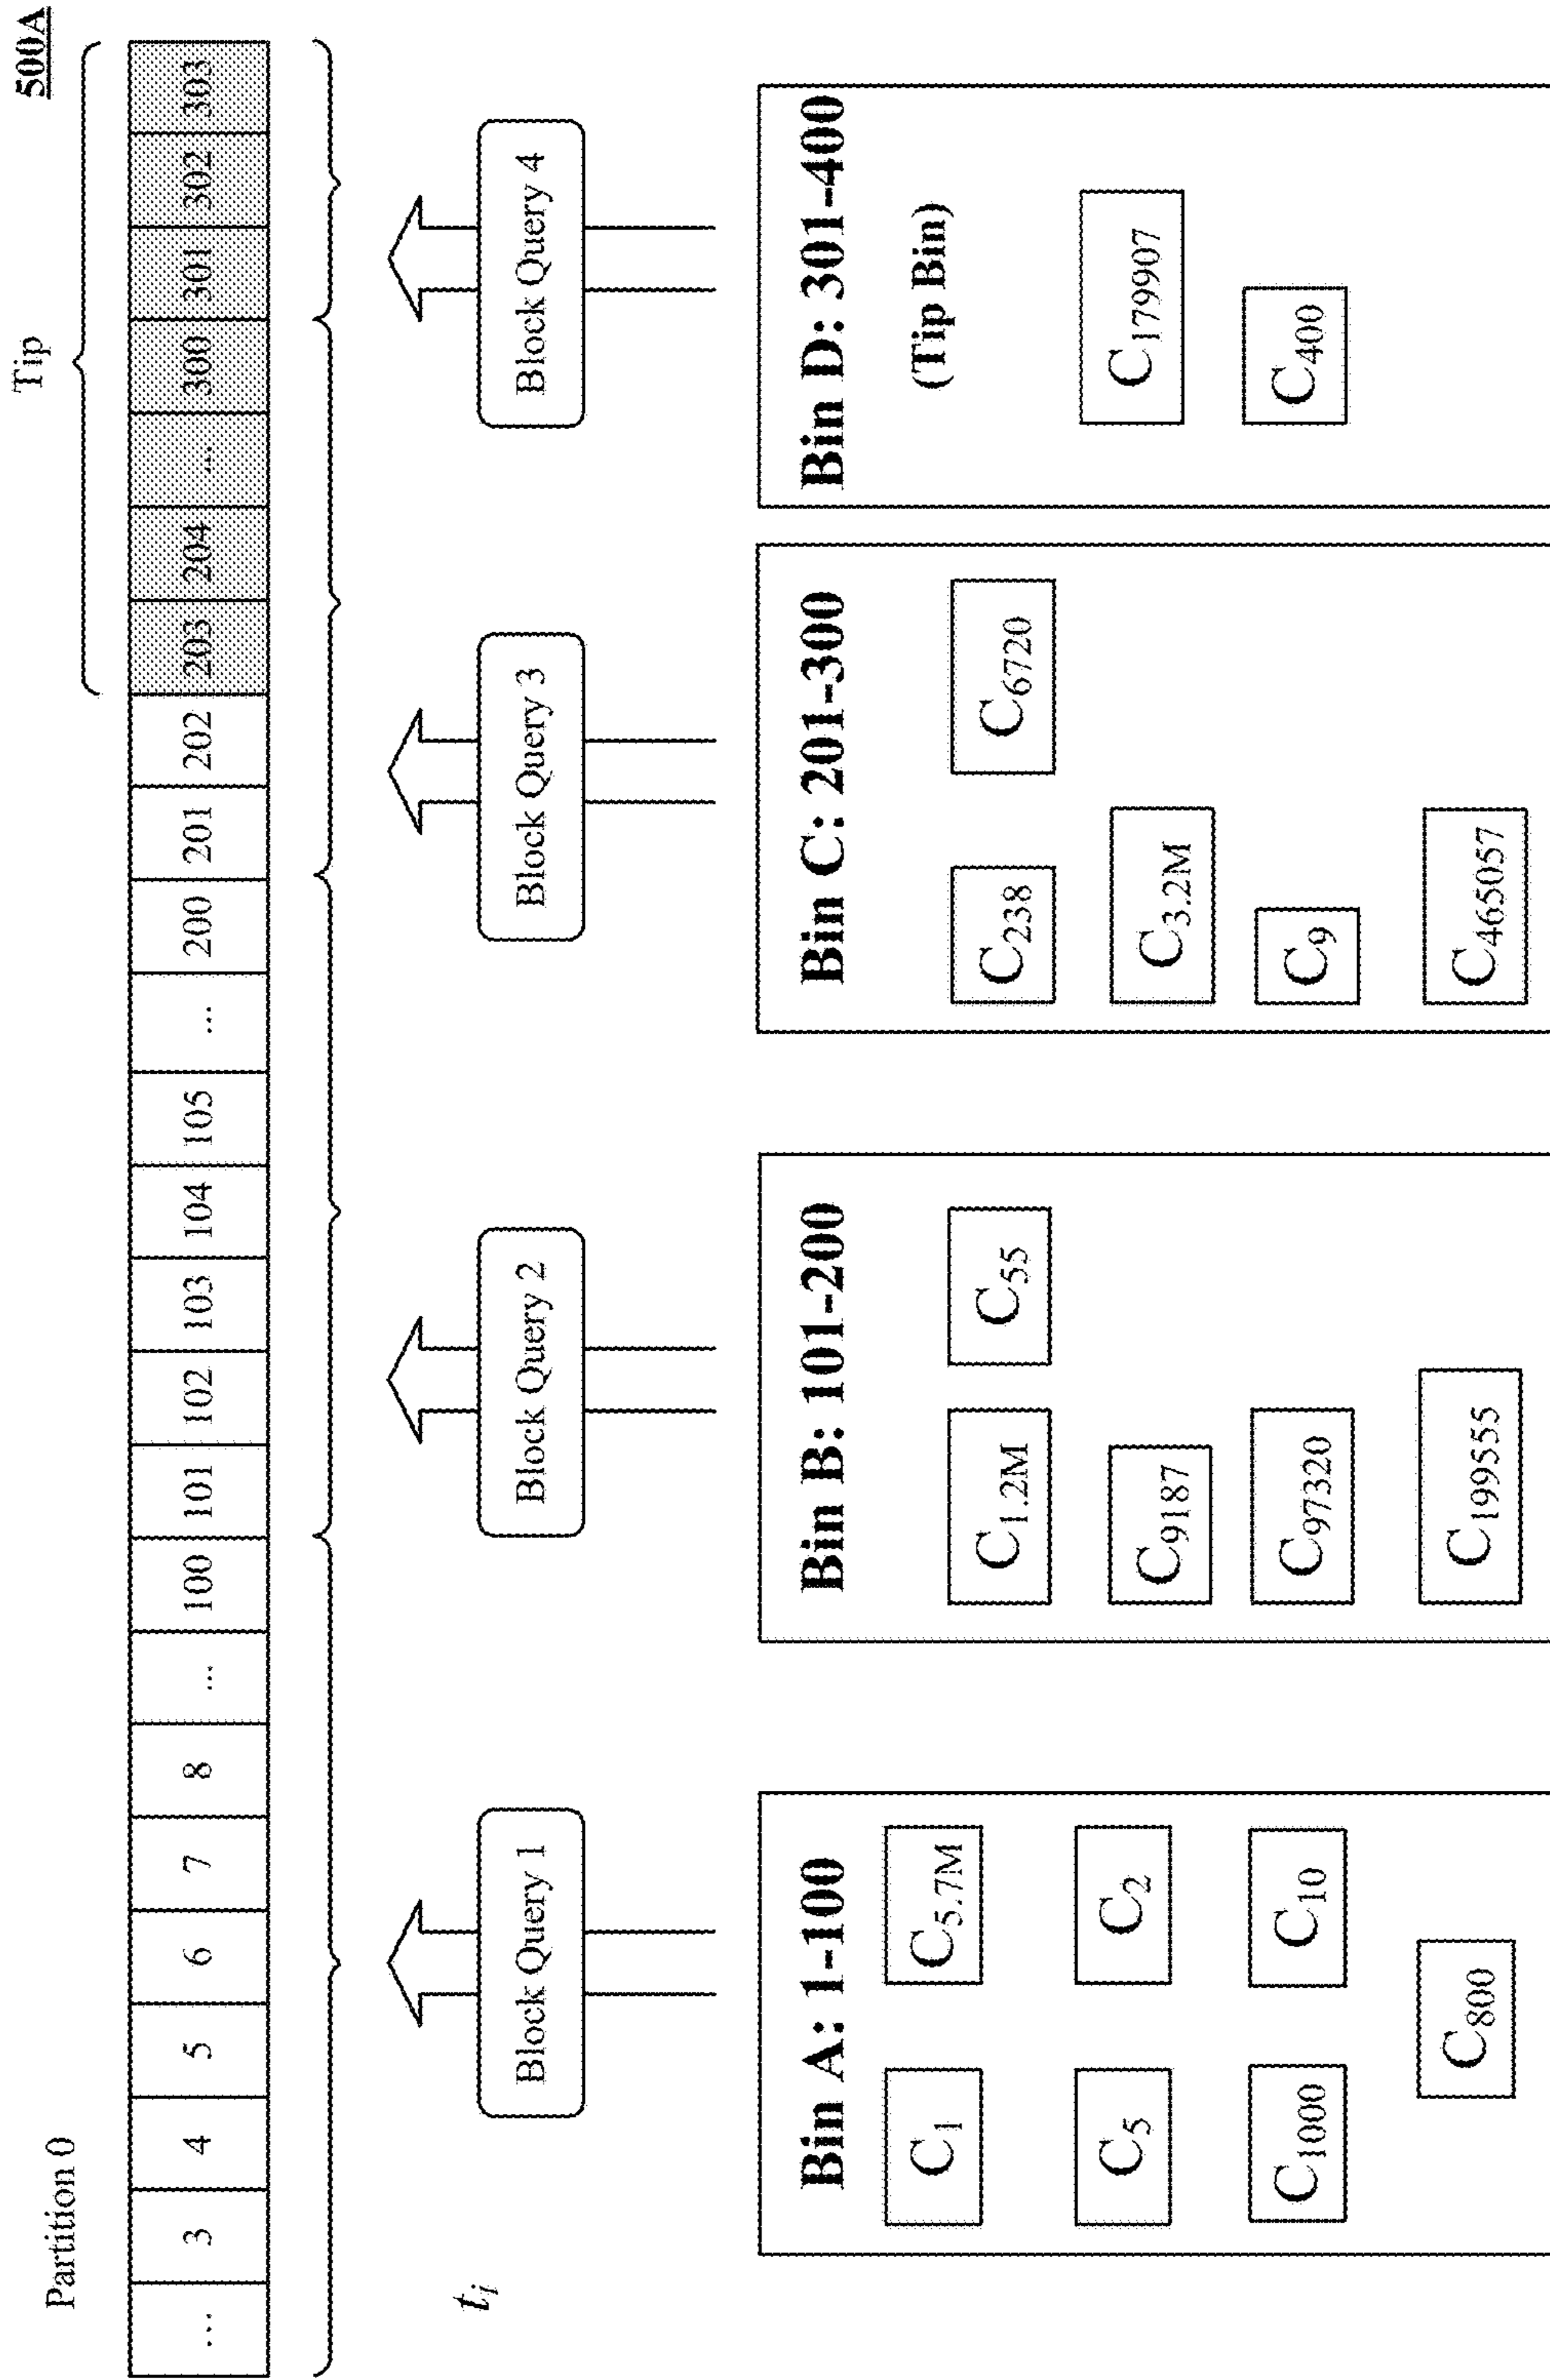 500A
Partition 0
Tip
... 3 4 5 6 7 8 ... 100 101 102 103 104 105 ... 200 201 202 203 204 ... 300 301 302 303
t_i
Block Query 1
Block Query 2
Block Query 3
Block Query 4
Bin A: 1-100
C_1 C_5.7M
C_5 C_2
C_1000 C_10
C_800
Bin B: 101-200
C_1.2M C_55
C_9187
C_97320
C_199555
Bin C: 201-300
C_238 C_6720
C_3.2M
C_9
C_465057
Bin D: 301-400
(Tip Bin)
C_179907
C_400